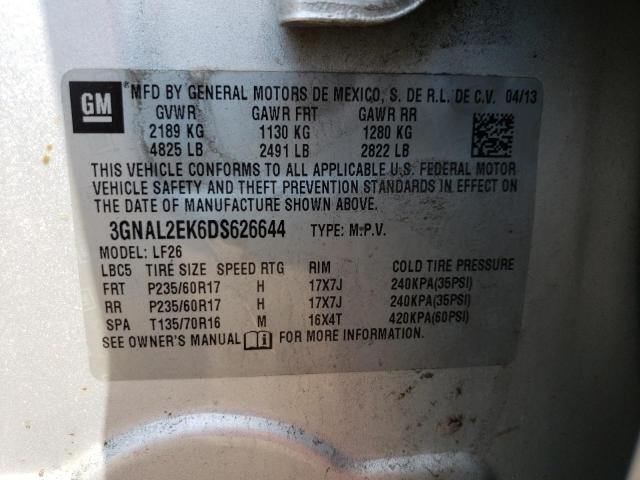 GM
®MFD BY GENERAL MOTORS DE MEXICO, S. DE R.L. DE C.V. 04/13
GVWR GAWR FRT GAWR RR
2189 KG 1130 KG 1280 KG
4825 LB 2491 LB 2822 LB
THIS VEHICLE CONFORMS TO ALL APPLICABLE U.S. FEDERAL MOTOR
VEHICLE SAFETY AND THEFT PREVENTION STANDARDS IN EFFECT ON
THE DATE OF MANUFACTURE SHOWN ABOVE.
3GNAL2EK6DS626644 TYPE: M.P.V.
MODEL: LF26
LBC5 TIRE SIZE SPEED RTG RIM COLD TIRE PRESSURE
FRT P235/60R17 H 17X7J 240KPA(35PSI)
RR P235/60R17 H 17X7J 240KPA(35PSI)
SPA T135/70R16 M 16X4T 420KPA(60PSI)
SEE OWNER'S MANUAL FOR MORE INFORMATION.